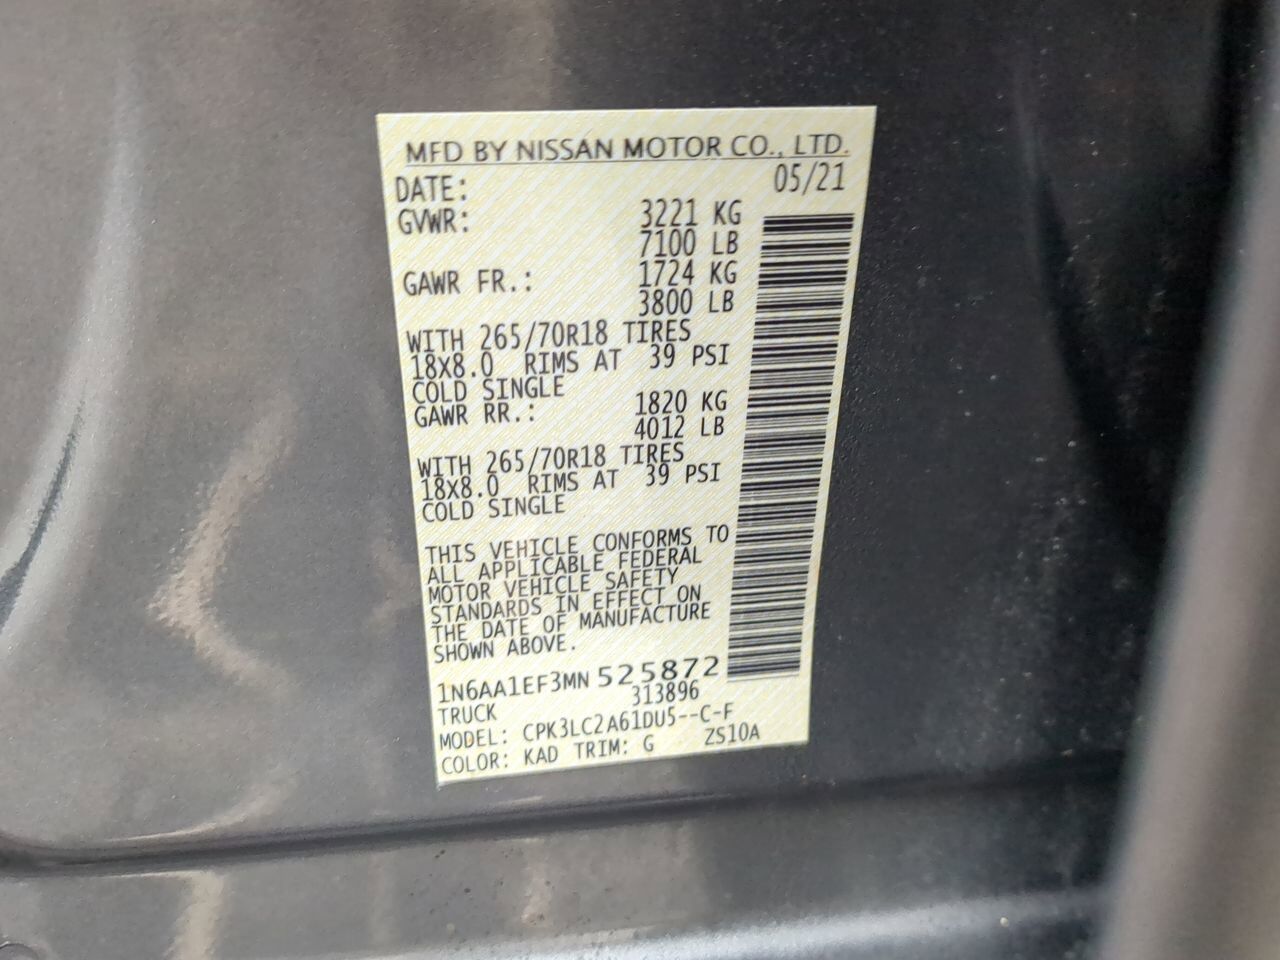 MFD BY NISSAN MOTOR CO., LTD.
DATE: 05/21
GVWR: 3221 KG
7100 LB
GAWR FR.: 1724 KG
3800 LB
WITH 265/70R18 TIRES
18X8.0 RIMS AT 39 PSI
COLD SINGLE
GAWR RR.: 1820 KG
4012 LB
WITH 265/70R18 TIRES
18X8.0 RIMS AT 39 PSI
COLD SINGLE
THIS VEHICLE CONFORMS TO
ALL APPLICABLE FEDERAL
MOTOR VEHICLE SAFETY
STANDARDS IN EFFECT ON
THE DATE OF MANUFACTURE
SHOWN ABOVE.
1N6AA1EF3MN 525872
TRUCK 313896
MODEL: CPK3LC2A61DU5--C-F
COLOR: KAD TRIM: G ZS10A